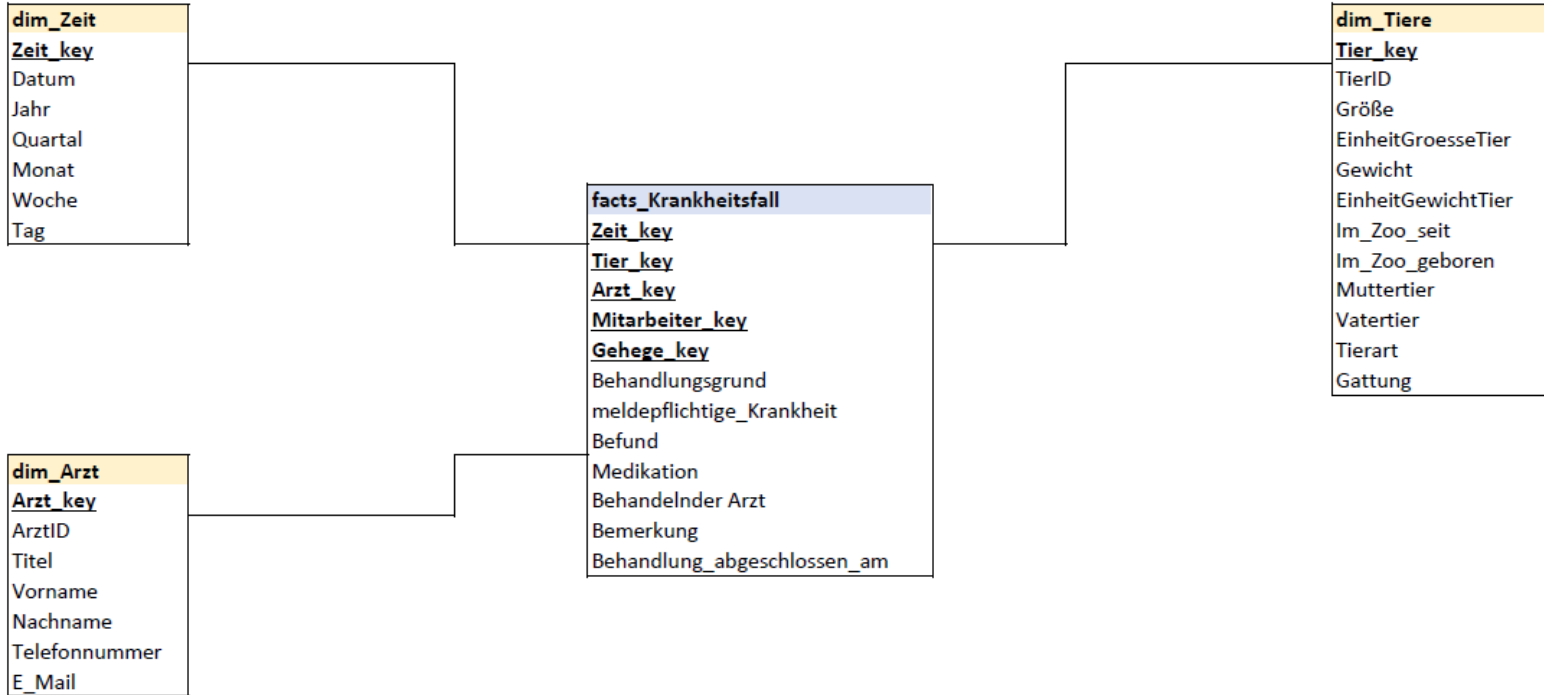 dim_Zeit
Zeit_key
Datum
Jahr
Quartal
Monat
Woche
Tag
dim_Arzt
Arzt_key
ArztID
Titel
Vorname
Nachname
Telefonnummer
E_Mail
facts_Krankheitsfall
Zeit_key
Tier_key
Arzt_key
Mitarbeiter_key
Gehege_key
Behandlungsgrund
meldepflichtige_Krankheit
Befund
Medikation
Behandelnder Arzt
Bemerkung
Behandlung_abgeschlossen_am
dim_Tiere
Tier_key
TierID
Größe
EinheitGroesseTier
Gewicht
EinheitGewichtTier
Im_Zoo_seit
Im_Zoo_geboren
Muttertier
Vatertier
Tierart
Gattung